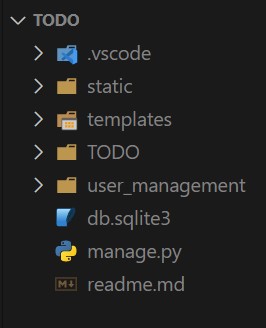 TODO
.vscode
static
templates
TODO
user_management
db.sqlite3
manage.py
readme.md